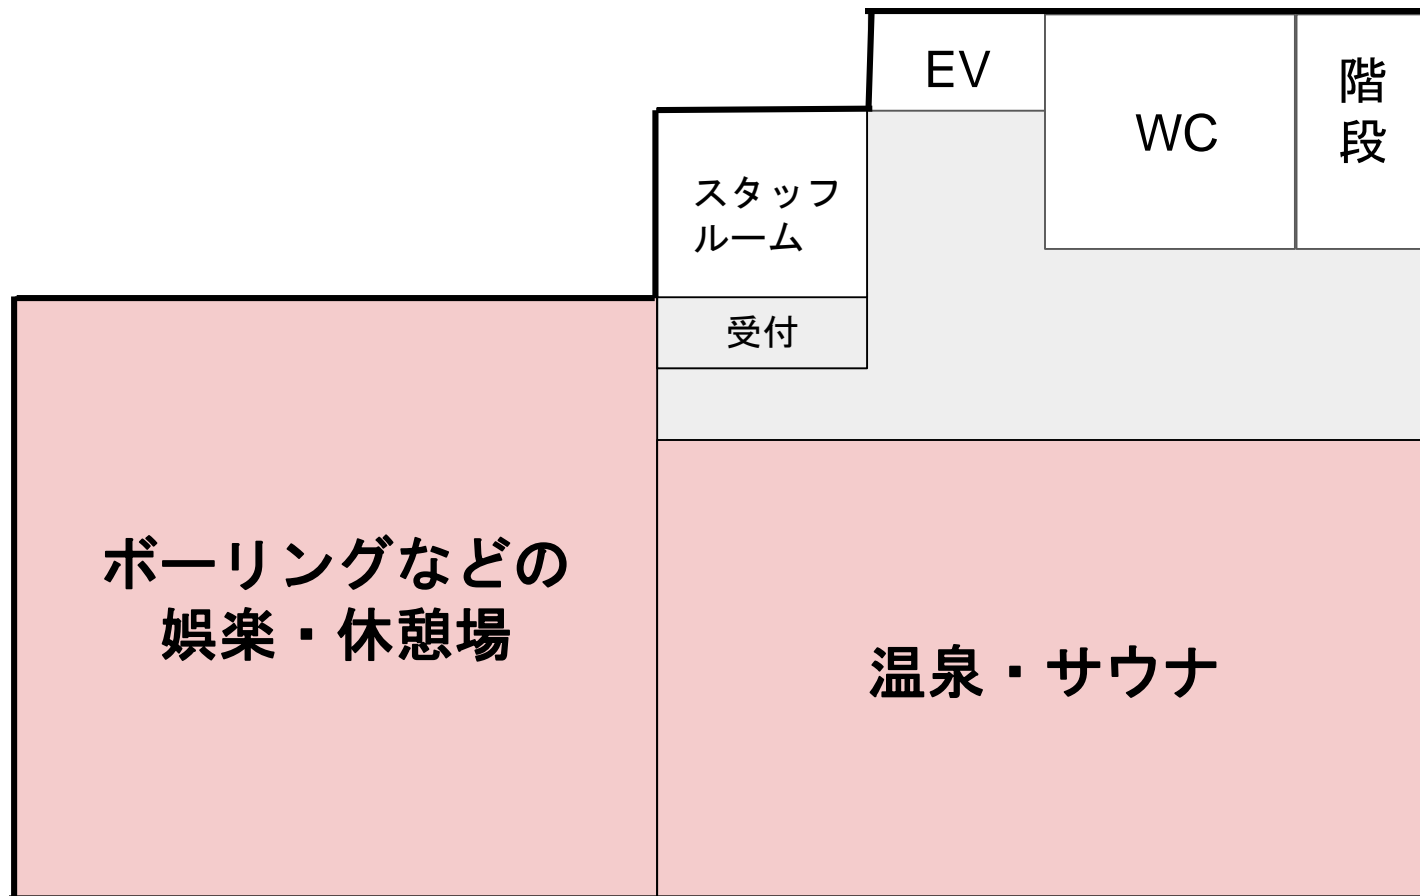 EV
WC
階
段
スタッフ
ルーム
受付
ボーリングなどの
娯楽・休憩場
温泉・サウナ